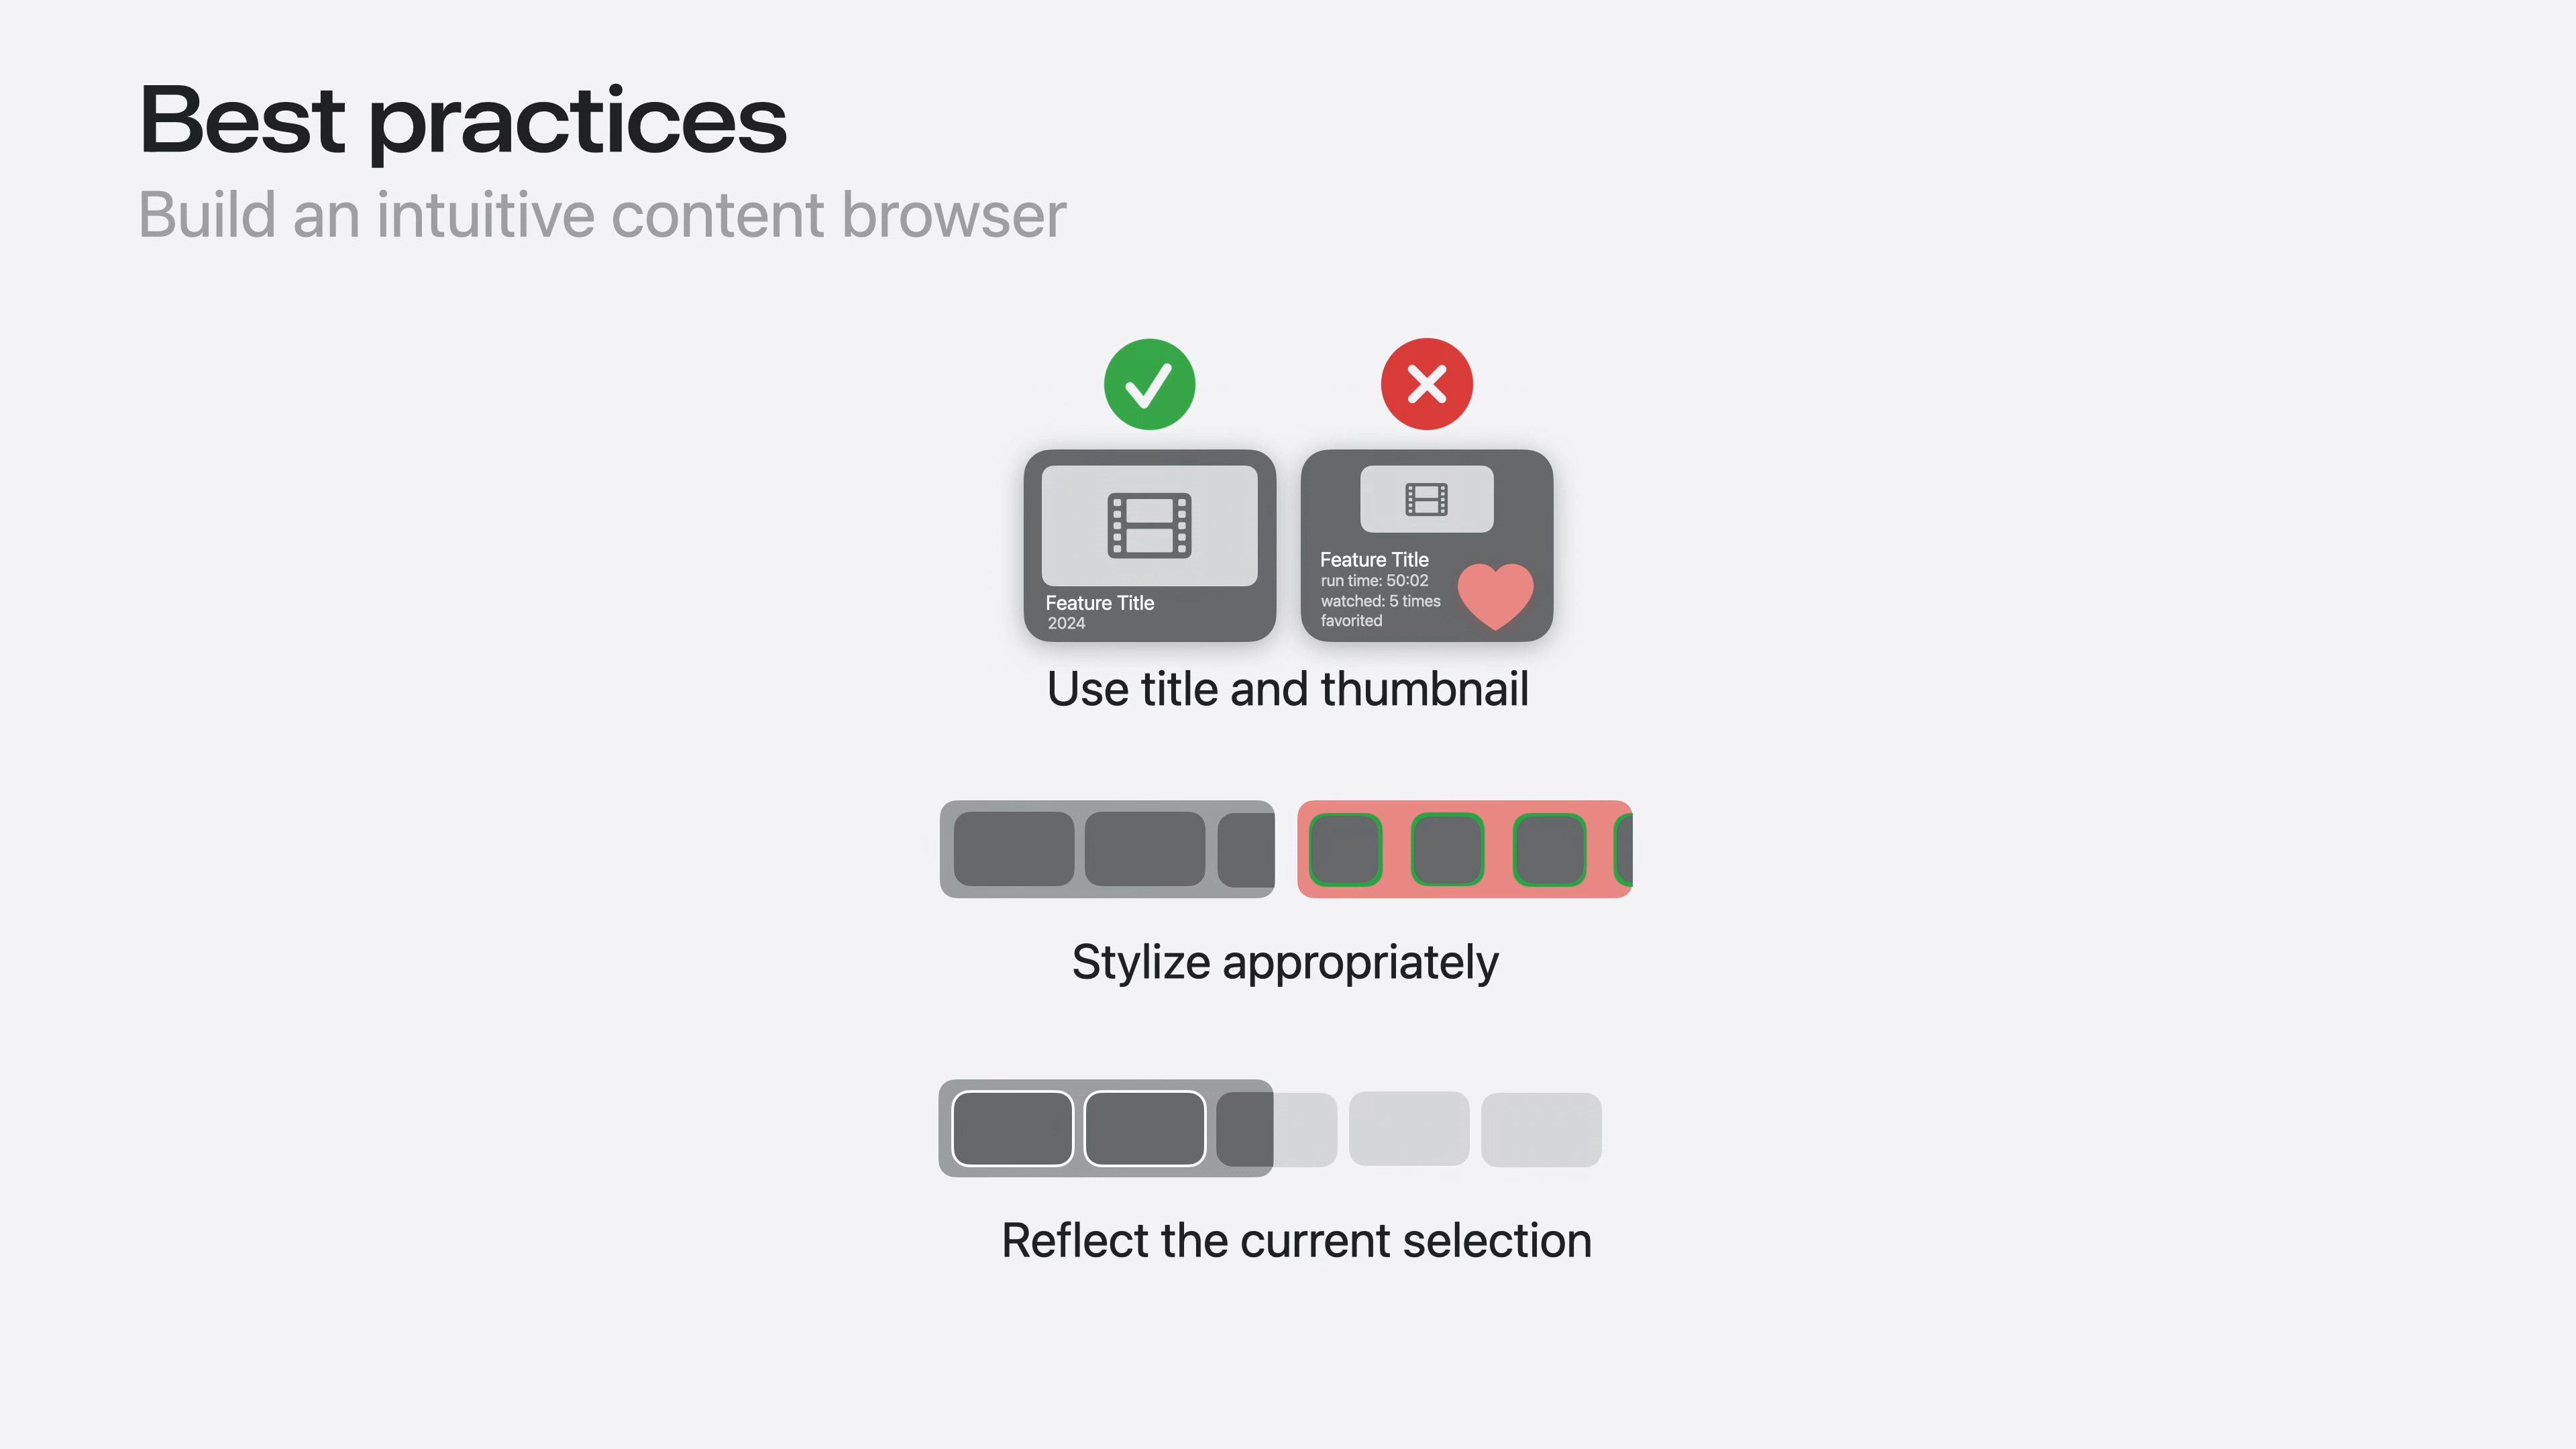 Best practices
Build an intuitive content browser
Feature Title
2024
Feature Title
run time: 50:02
watched: 5 times
favorited
Use title and thumbnail
Stylize appropriately
Reflect the current selection